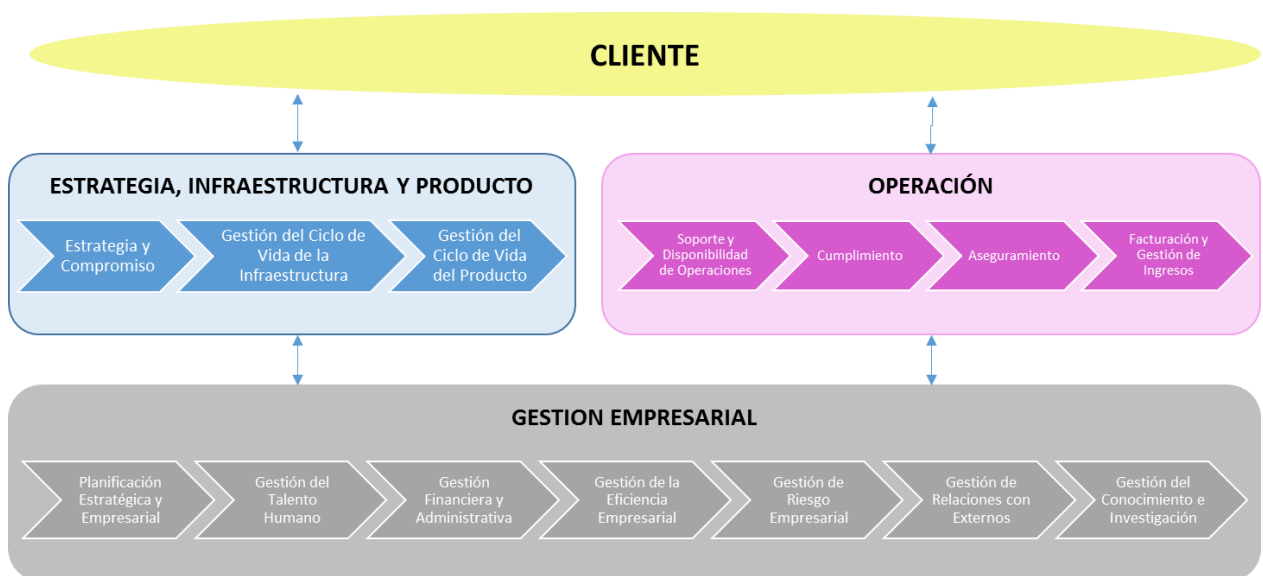 CLIENTE
ESTRATEGIA, INFRAESTRUCTURA Y PRODUCTO
Estrategia y
Compromiso
Gestión del Ciclo de
Vida de la
Infraestructura
Gestión del
Ciclo de Vida
del Producto
OPERACIÓN
Soporte y
Disponibilidad
de Operaciones
Cumplimiento
Aseguramiento
Facturación y
Gestión de
Ingresos
GESTION EMPRESARIAL
Planificación
Estratégica y
Empresarial
Gestión del
Talento
Humano
Gestión
Financiera y
Administrativa
Gestión de la
Eficiencia
Empresarial
Gestión de
Riesgo
Empresarial
Gestión de
Relaciones con
Externos
Gestión del
Conocimiento e
Investigación